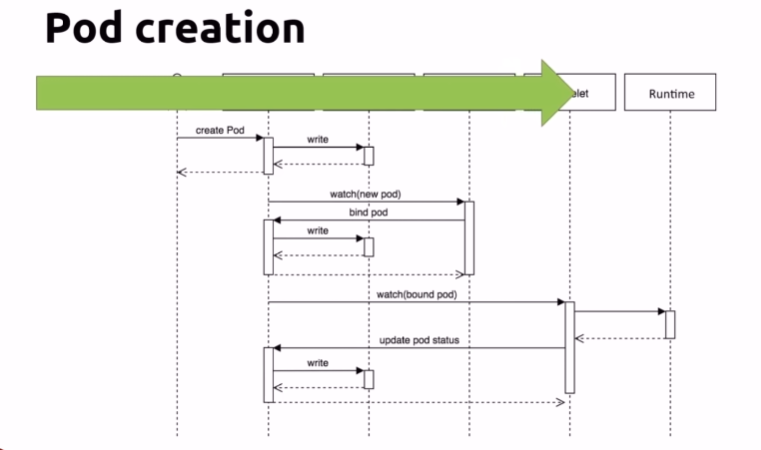 Pod creation
elet
Runtime
create Pod
write
watch(new pod)
bind pod
write
watch(bound pod)
update pod status
write